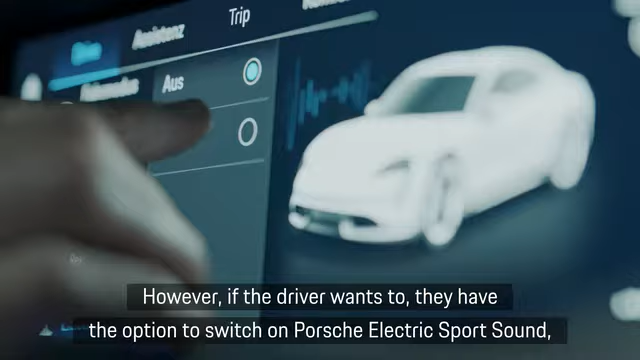 Trip
Assistenz
Aus
However, if the driver wants to, they have
the option to switch on Porsche Electric Sport Sound,